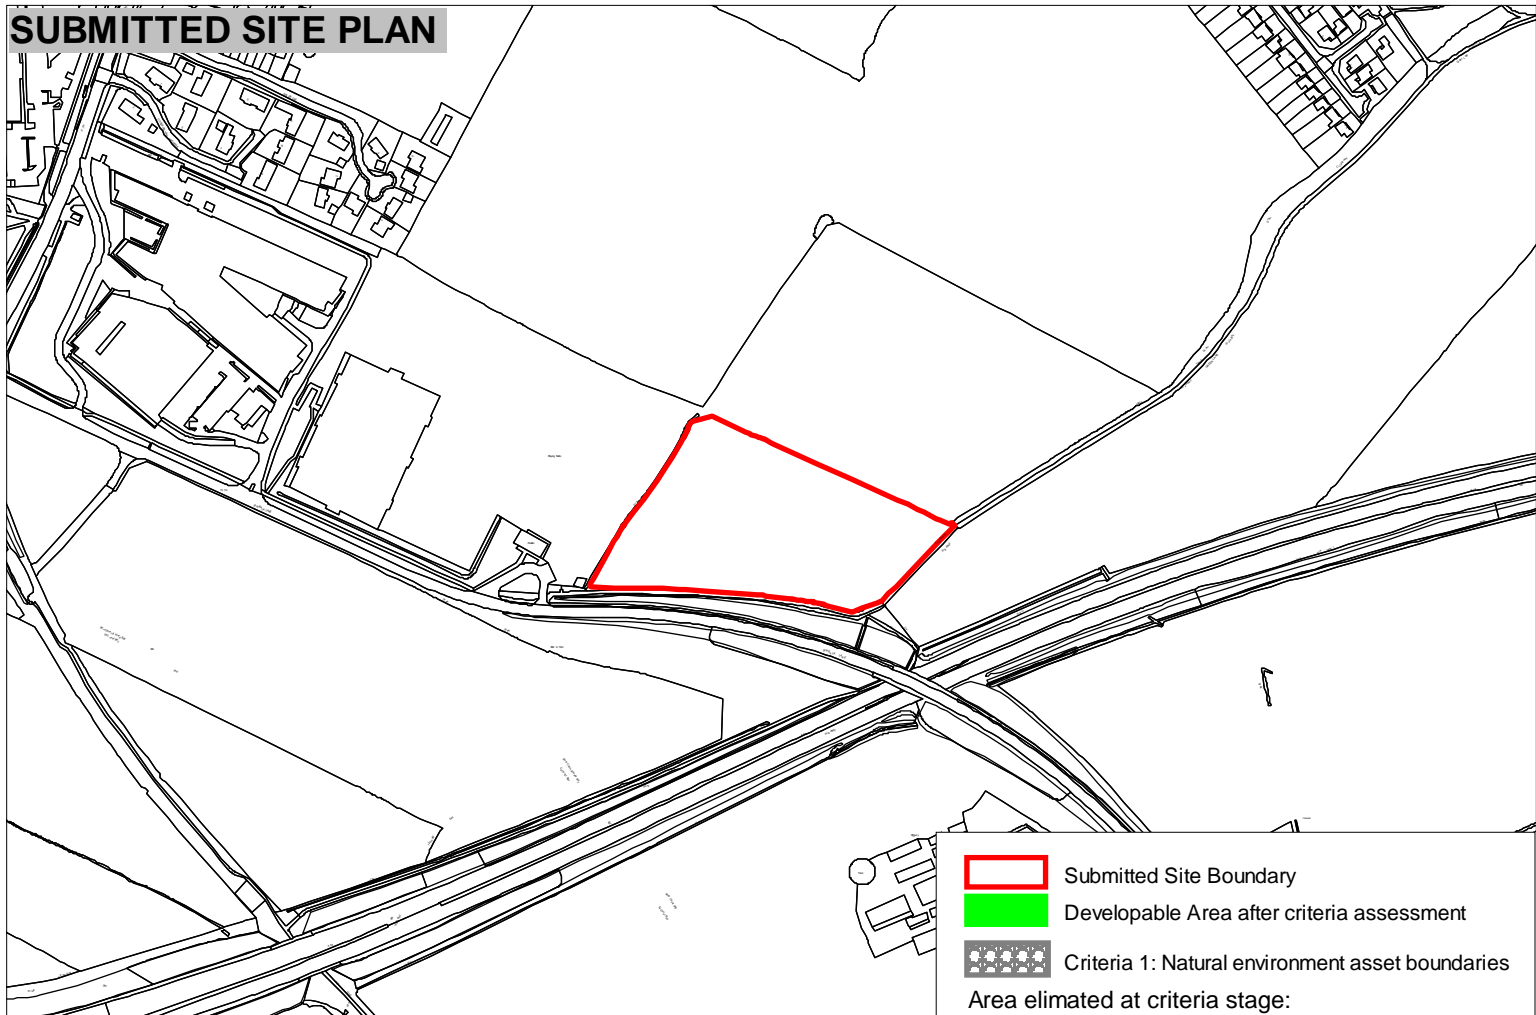 SUBMITTED SITE PLAN
Submitted Site Boundary
Developable Area after criteria assessment
Criteria 1: Natural environment asset boundaries
Area elimated at criteria stage: